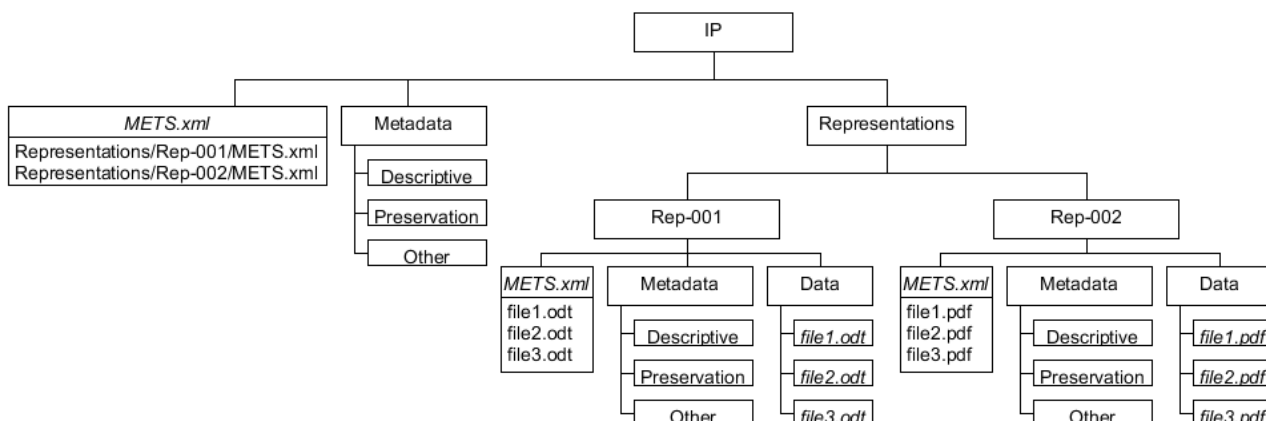 IP
METS.xml
Representations/Rep-001/METS.xml
Representations/Rep-002/METS.xml
Metadata
Descriptive
Preservation
Other
Representations
Rep-001
METS.xml
file1.odt
file2.odt
file3.odt
Metadata
Descriptive
Preservation
Other
Data
file1.odt
file2.odt
file3.odt
Rep-002
METS.xml
file1.pdf
file2.pdf
file3.pdf
Metadata
Descriptive
Preservation
Other
Data
file1.pdf
file2.pdf
file3.pdf